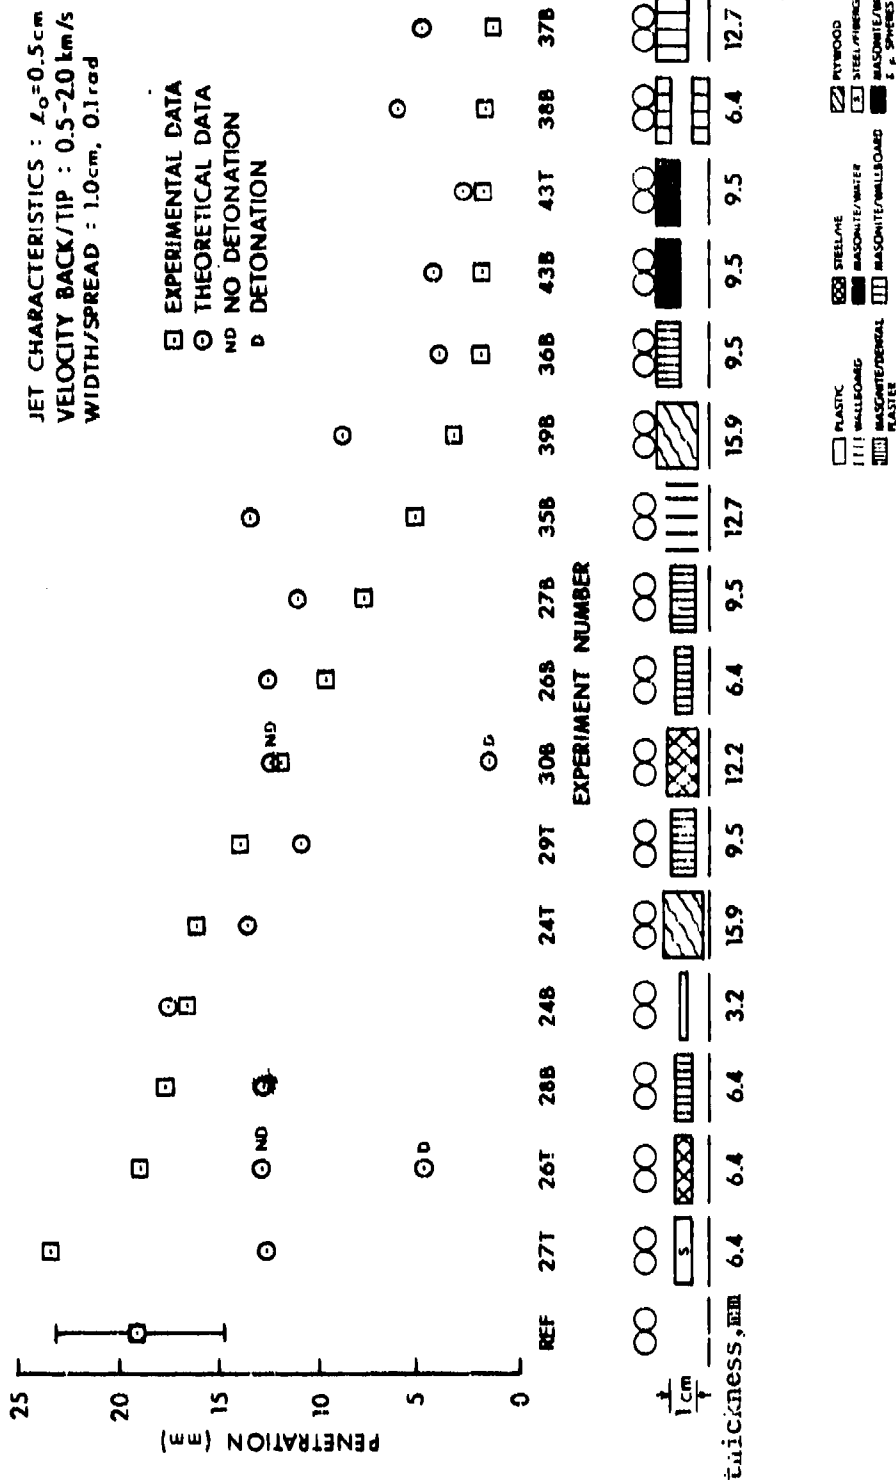 JET CHARACTERISTICS : ℓ₀=0.5cm
VELOCITY BACK/TIP : 0.5-2.0 km/s
WIDTH/SPREAD : 1.0cm, 0.1rad
EXPERIMENTAL DATA
THEORETICAL DATA
ND NO DETONATION
D DETONATION
25
20
15
10
5
0
PENETRATION (mm)
ND
D
ND
D
REF 27T 26T 28B 24B 24T 29T 30B 26B 27B 35B 39B 36B 43B 43T 38B 37B
EXPERIMENT NUMBER
1cm
S
thickness,mm 6.4 6.4 6.4 3.2 15.9 9.5 12.2 6.4 9.5 12.7 15.9 9.5 9.5 9.5 6.4 12.7
PLASTIC
WALLBOARD
MASONITE/DENTAL
PLASTER
STEEL/HE
MASONITE/WATER
MASONITE/WALLBOARD
PLYWOOD
S
SPHERES